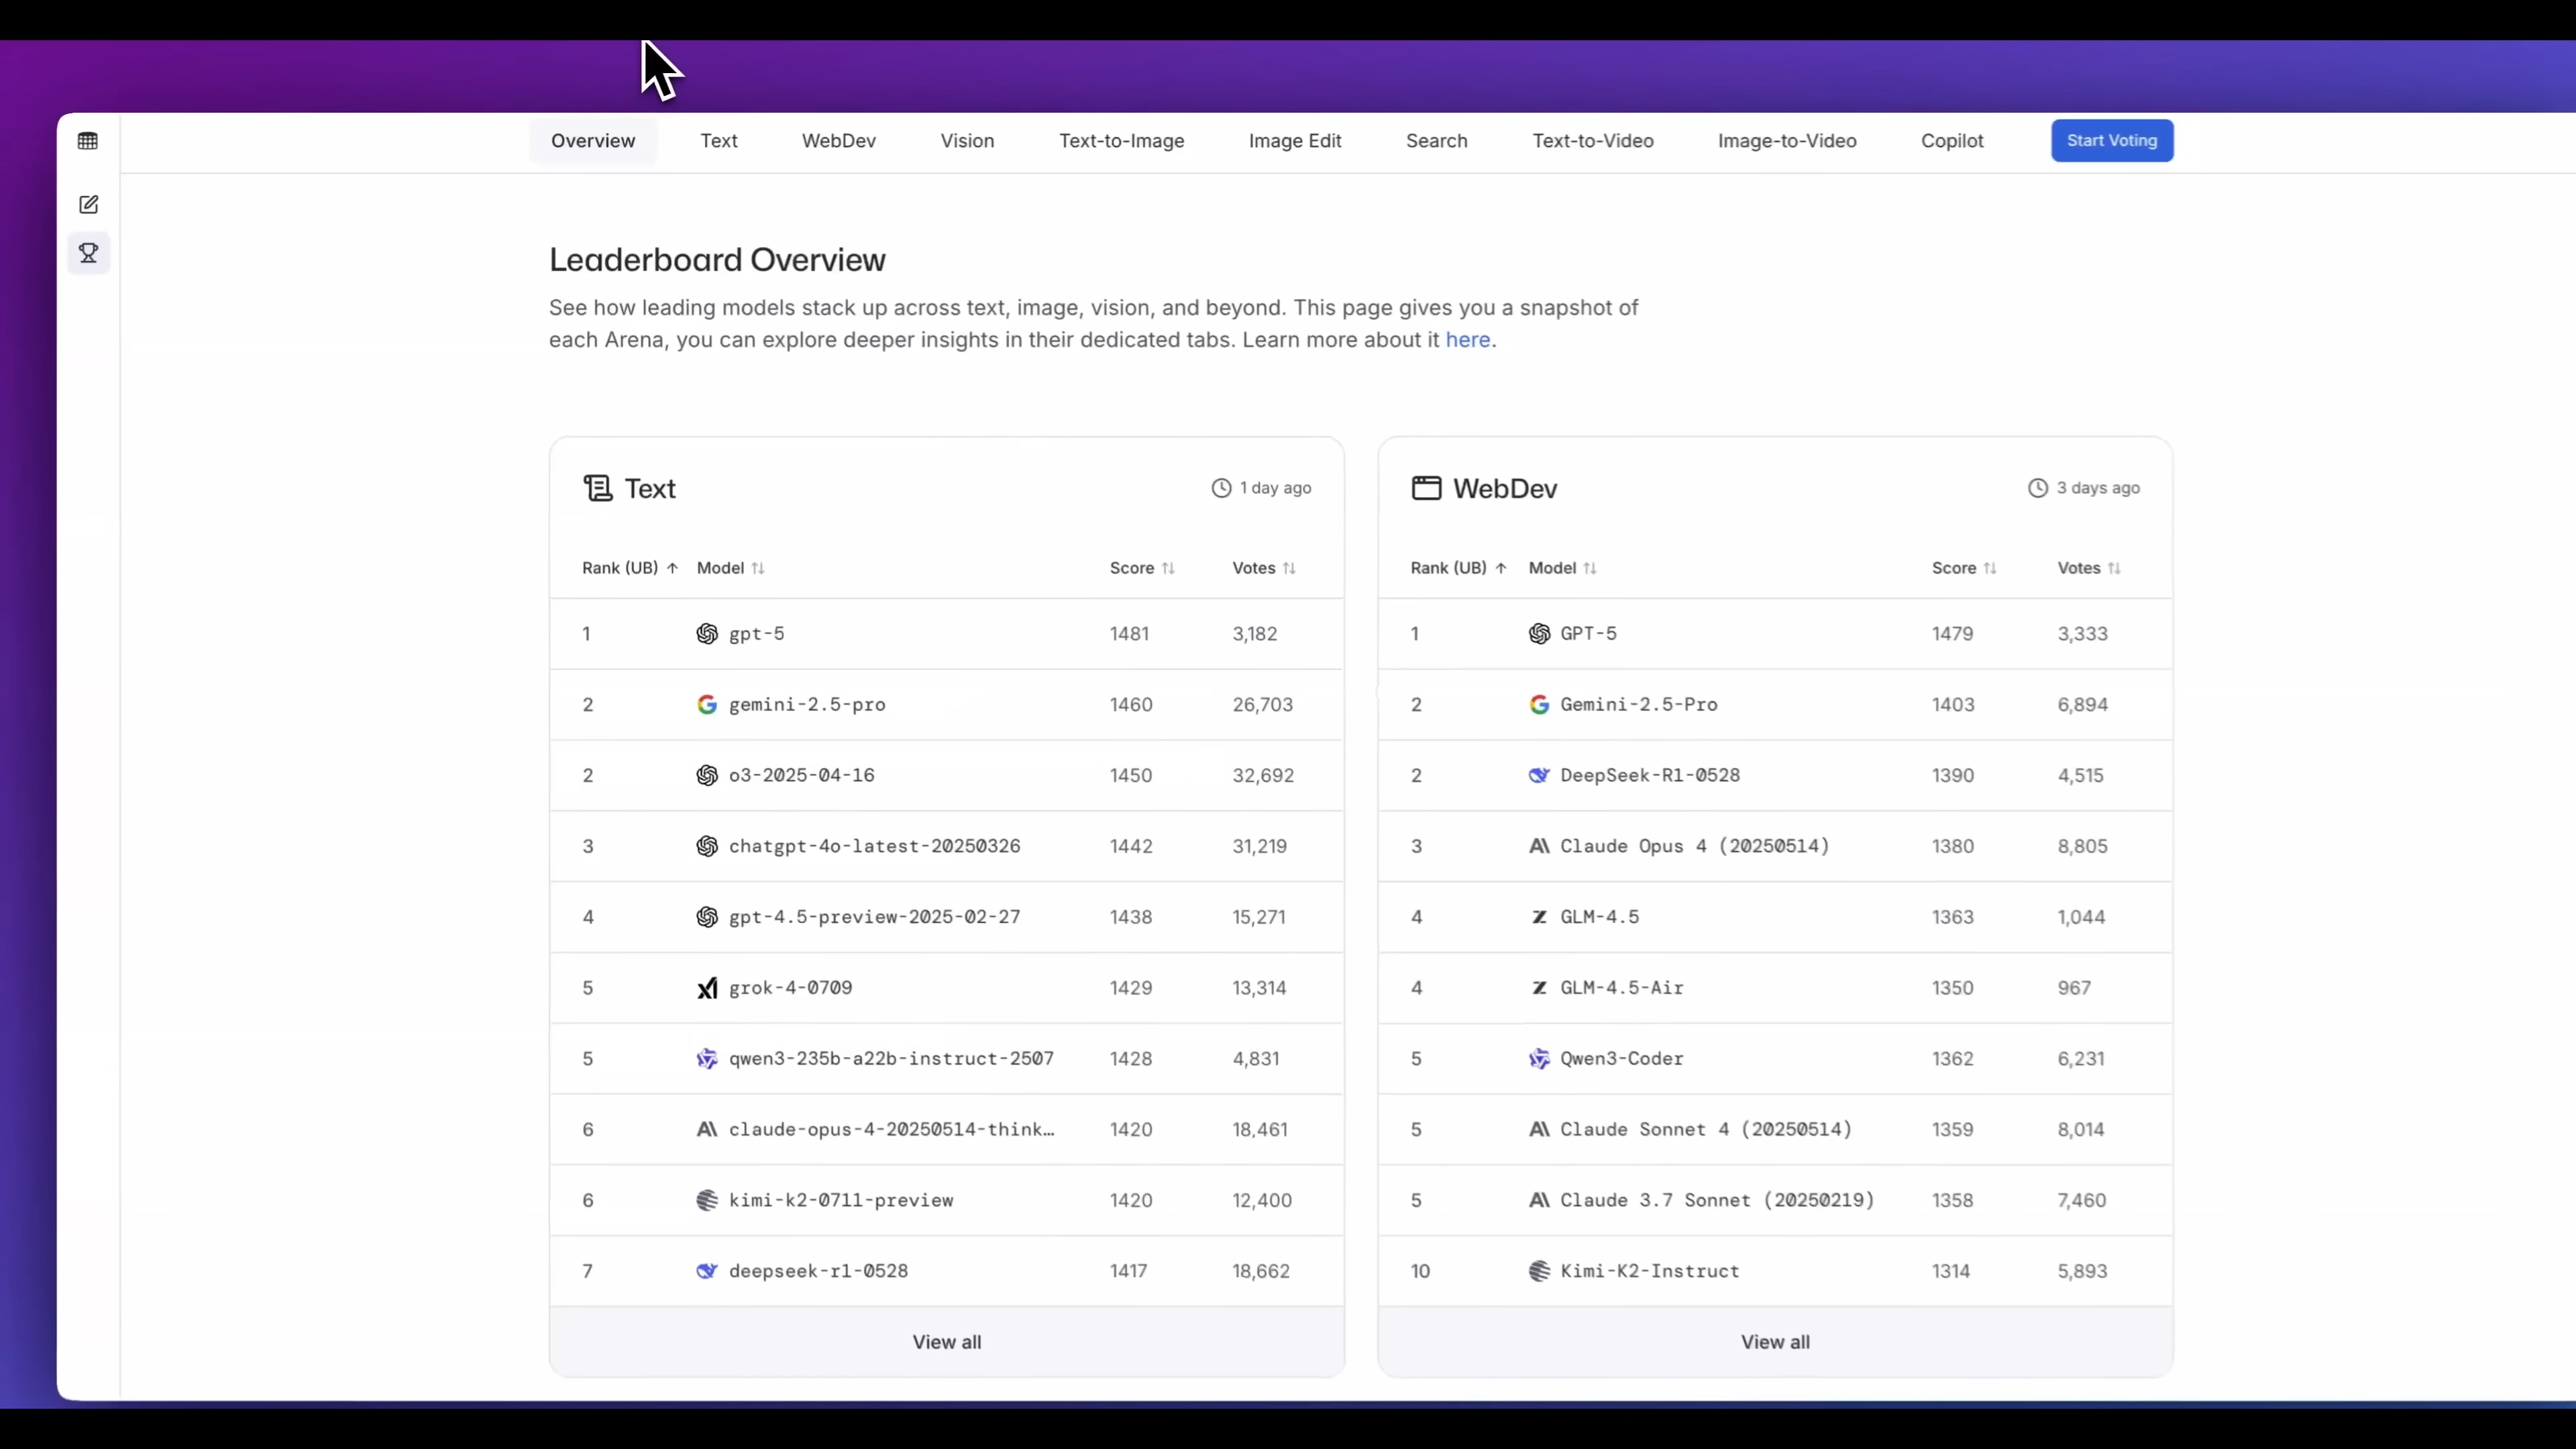 Overview Text WebDev Vision Text-to-Image Image Edit Search Text-to-Video Image-to-Video Copilot Start Voting
Leaderboard Overview
See how leading models stack up across text, image, vision, and beyond. This page gives you a snapshot of
each Arena, you can explore deeper insights in their dedicated tabs. Learn more about it here.
Text 1 day ago
Rank (UB) Model Score Votes
1 gpt-5 1481 3,182
2 gemini-2.5-pro 1460 26,703
2 o3-2025-04-16 1450 32,692
3 chatgpt-4o-latest-20250326 1442 31,219
4 gpt-4.5-preview-2025-02-27 1438 15,271
5 grok-4-0709 1429 13,314
5 qwen3-235b-a22b-instruct-2507 1428 4,831
6 claude-opus-4-20250514-think… 1420 18,461
6 kimi-k2-0711-preview 1420 12,400
7 deepseek-r1-0528 1417 18,662
View all
WebDev 3 days ago
Rank (UB) Model Score Votes
1 GPT-5 1479 3,333
2 Gemini-2.5-Pro 1403 6,894
2 DeepSeek-R1-0528 1390 4,515
3 Claude Opus 4 (20250514) 1380 8,805
4 GLM-4.5 1363 1,044
4 GLM-4.5-Air 1350 967
5 Qwen3-Coder 1362 6,231
5 Claude Sonnet 4 (20250514) 1359 8,014
5 Claude 3.7 Sonnet (20250219) 1358 7,460
10 Kimi-K2-Instruct 1314 5,893
View all